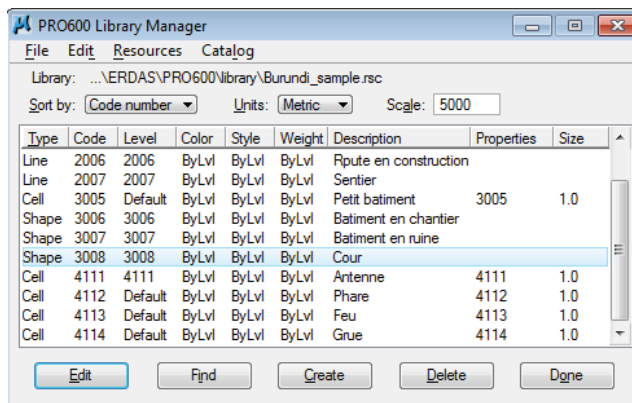 PRO600 Library Manager
File Edit Resources Catalog
Library: ...\ERDAS\PRO600\library\Burundi_sample.rsc
Sort by: Code number Units: Metric Scale: 5000
Type Code Level Color Style Weight Description Properties Size
Line 2006 2006 ByLvl ByLvl ByLvl Rpute en construction
Line 2007 2007 ByLvl ByLvl ByLvl Sentier
Cell 3005 Default ByLvl ByLvl ByLvl Petit batiment 3005 1.0
Shape 3006 3006 ByLvl ByLvl ByLvl Batiment en chantier
Shape 3007 3007 ByLvl ByLvl ByLvl Batiment en ruine
Shape 3008 3008 ByLvl ByLvl ByLvl Cour
Cell 4111 4111 ByLvl ByLvl ByLvl Antenne 4111 1.0
Cell 4112 Default ByLvl ByLvl ByLvl Phare 4112 1.0
Cell 4113 Default ByLvl ByLvl ByLvl Feu 4113 1.0
Cell 4114 Default ByLvl ByLvl ByLvl Grue 4114 1.0
Edit Find Create Delete Done